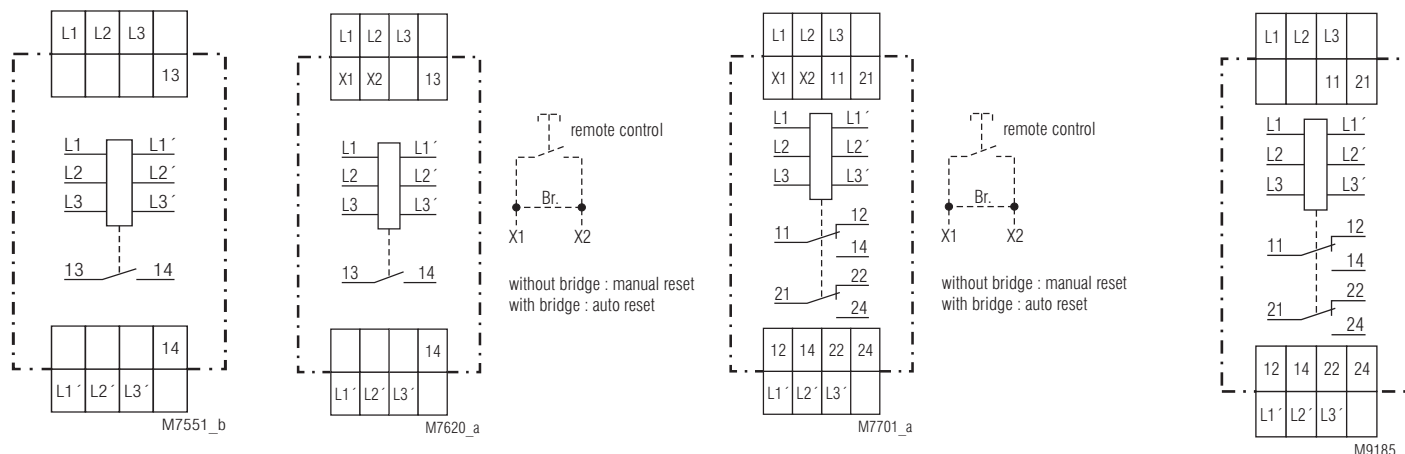 L1 L2 L3
13
L1 L1´
L2 L2´
L3 L3´
13 14
14
L1´ L2´ L3´
M7551_b
L1 L2 L3
X1 X2 13
L1 L1´
L2 L2´
L3 L3´
13 14
14
L1´ L2´ L3´
M7620_a
remote control
Br.
X1 X2
without bridge : manual reset
with bridge : auto reset
L1 L2 L3
X1 X2 11 21
L1 L1´
L2 L2´
L3 L3´
12
11
14
22
21
24
12 14 22 24
L1´ L2´ L3´
M7701_a
remote control
Br.
X1 X2
without bridge : manual reset
with bridge : auto reset
L1 L2 L3
11 21
L1 L1´
L2 L2´
L3 L3´
12
11
14
22
21
24
12 14 22 24
L1´ L2´ L3´
M9185